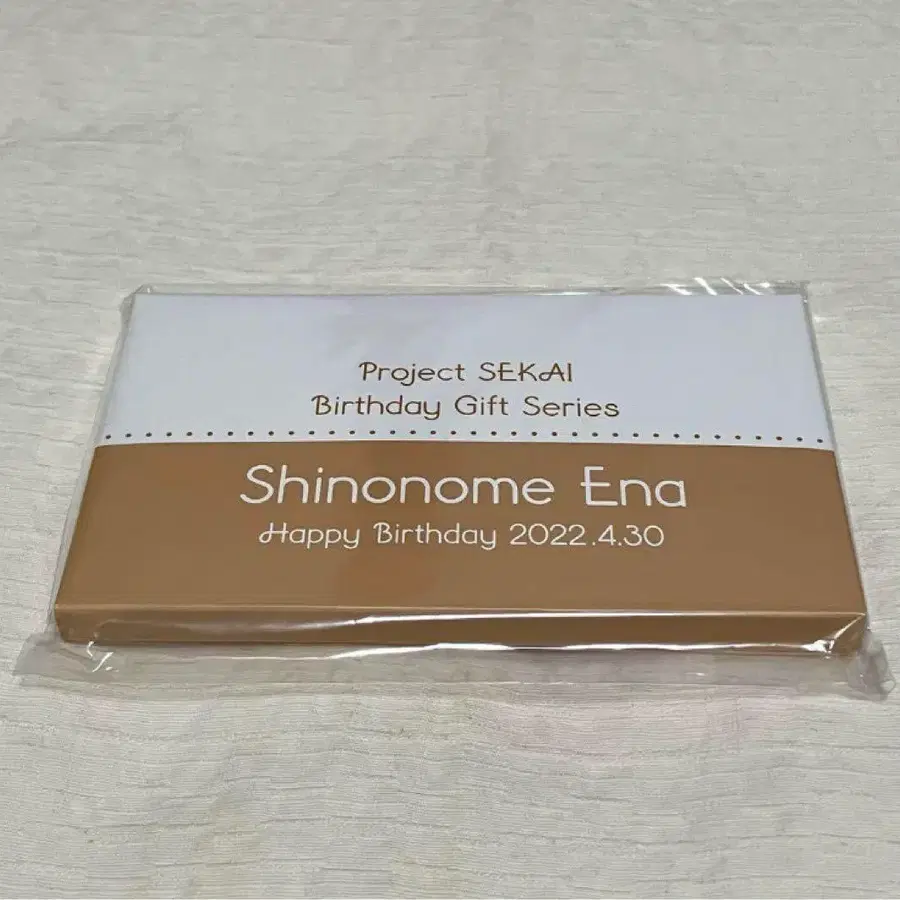 Project SEKAI
Birthday Gift Series
Shinonome Ena
Happy Birthday 2022.4.30